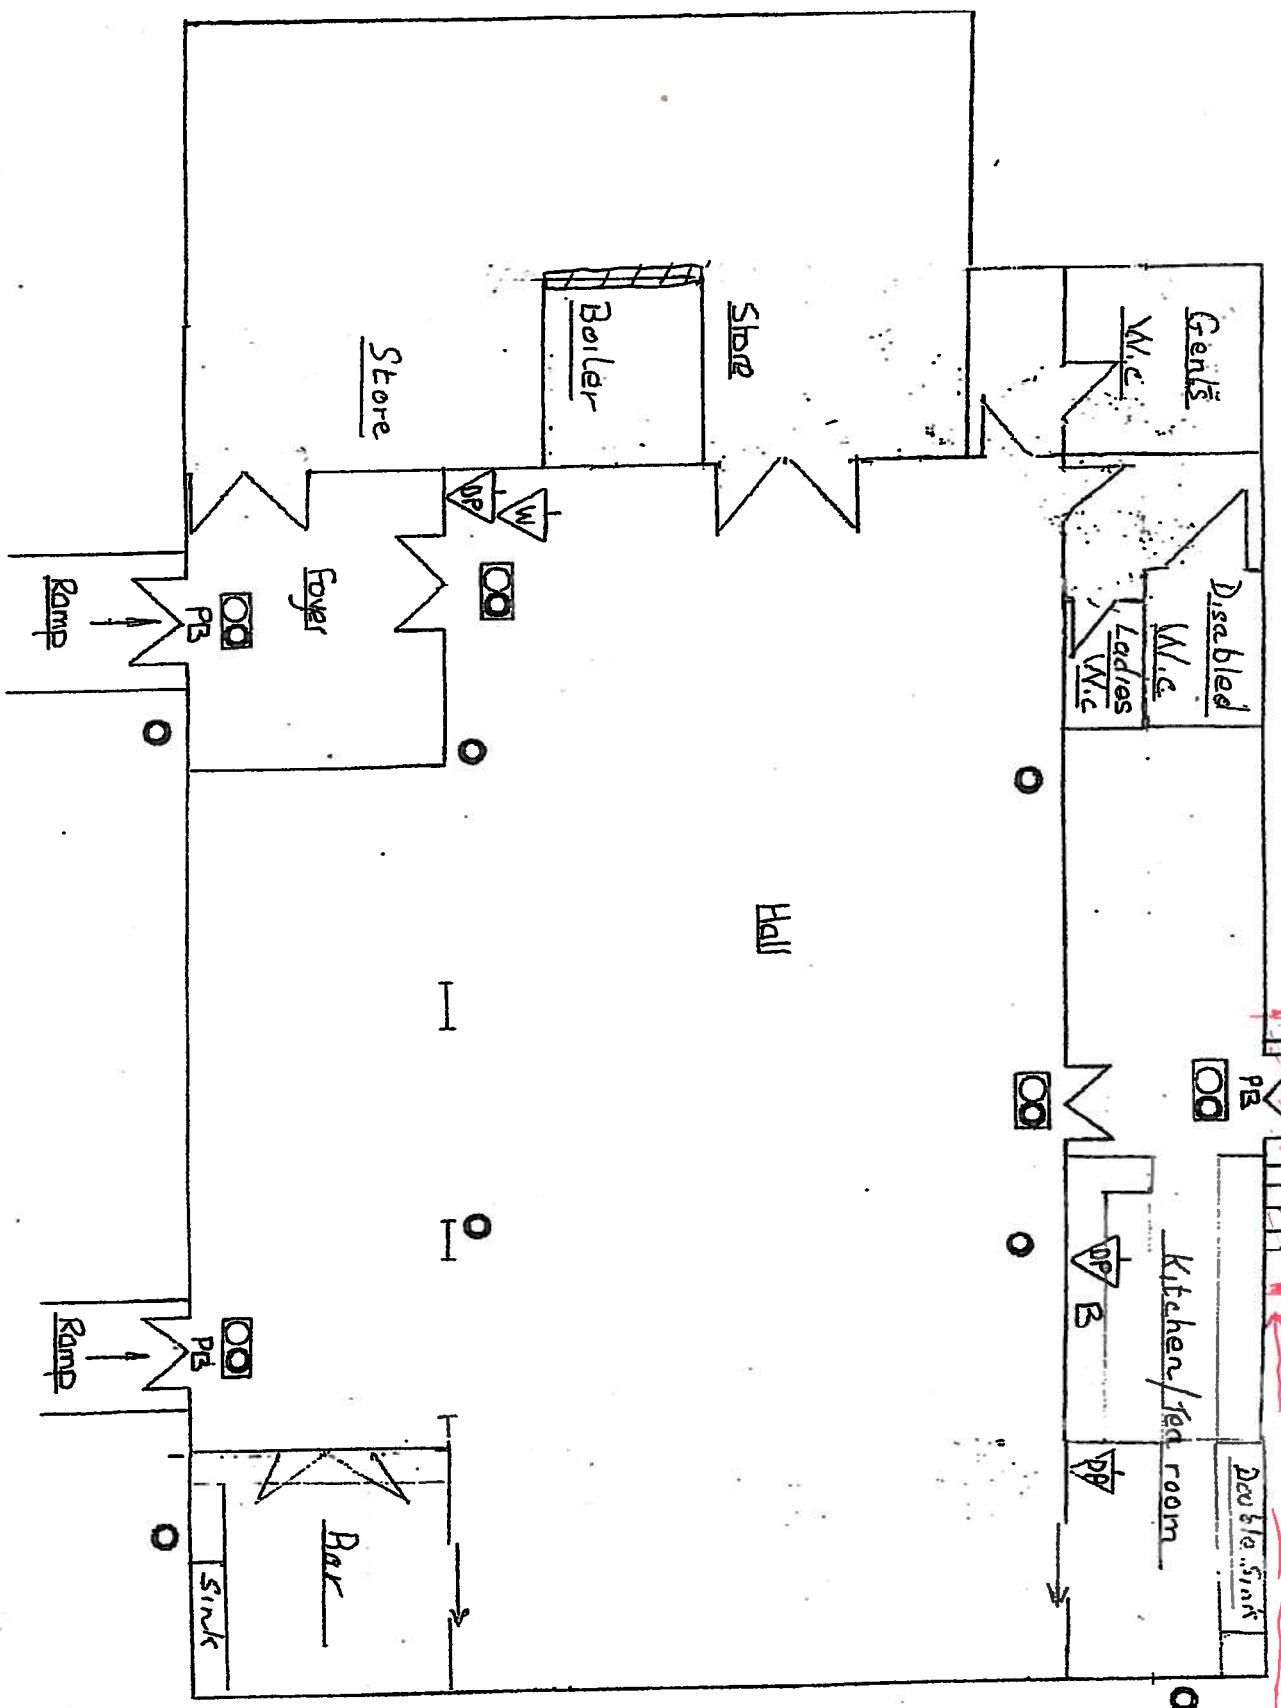 Gents
W.C
Store
Boiler
Store
DP
W
Foyer
PB
Ramp
Disabled
W.C.
Ladies
W.C
Hall
PB
DP
B
Kitchen/Tea room
DP
Double Sink
PB
Ramp
Bar
Sink